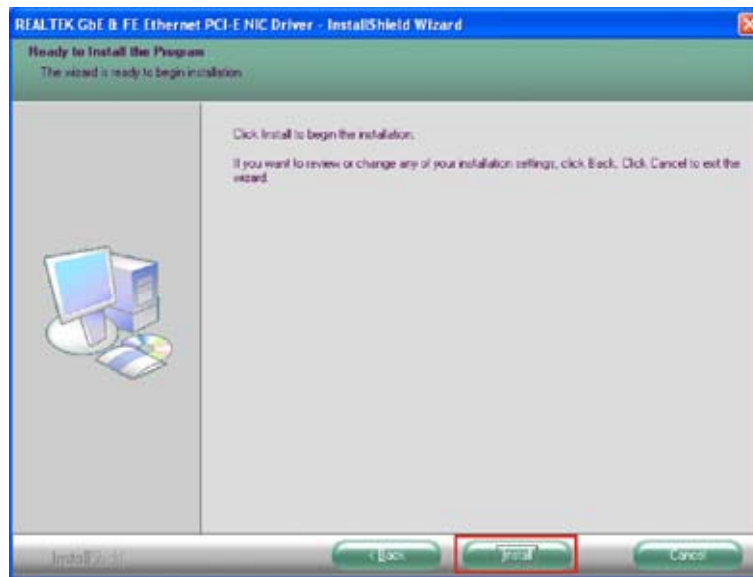 REALTEK GbE & FE Ethernet PCI-E NIC Driver - InstallShield Wizard
Ready to Install the Program
The wizard is ready to begin installation.
Click Install to begin the installation.
If you want to review or change any of your installation settings, click Back. Click Cancel to exit the
wizard.
InstallShield
< Back
Install
Cancel